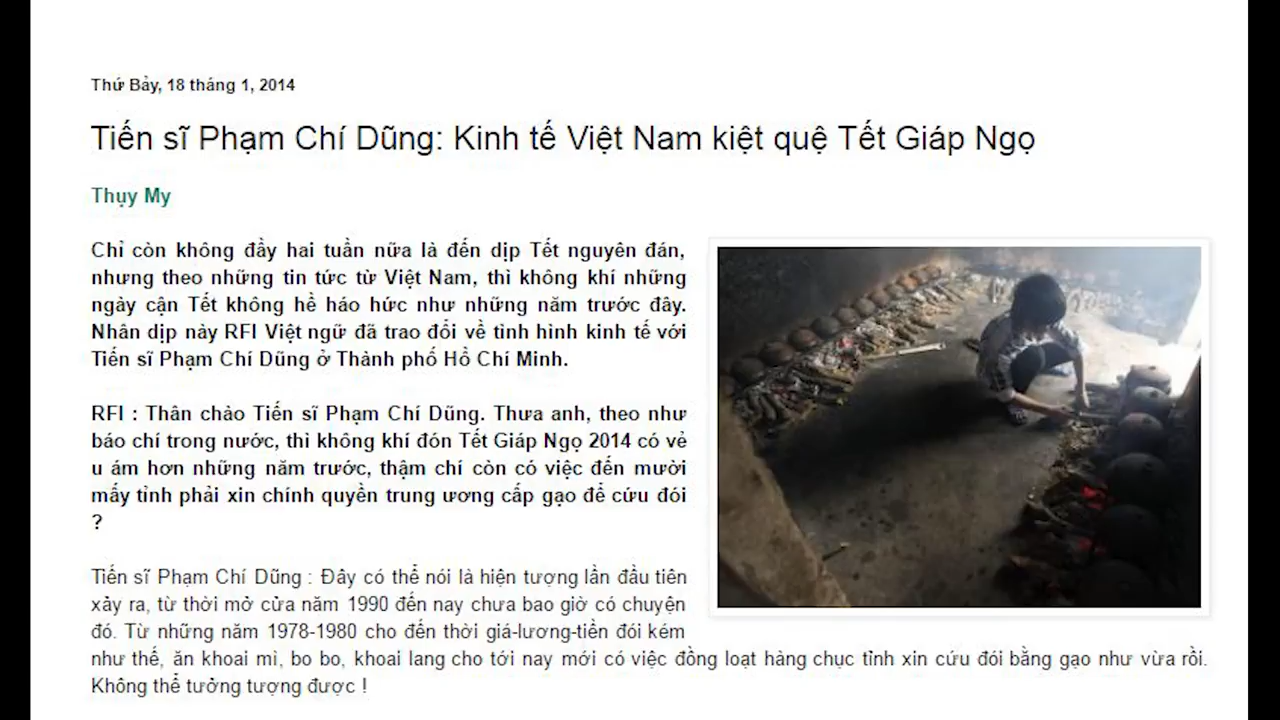 Thứ Bảy, 18 tháng 1, 2014
Tiến sĩ Phạm Chí Dũng: Kinh tế Việt Nam kiệt quệ Tết Giáp Ngọ
Thụy My
Chỉ còn không đầy hai tuần nữa là đến dịp Tết nguyên đán,
nhưng theo những tin tức từ Việt Nam, thì không khí những
ngày cận Tết không hề háo hức như những năm trước đây.
Nhân dịp này RFI Việt ngữ đã trao đổi về tình hình kinh tế với
Tiến sĩ Phạm Chí Dũng ở Thành phố Hồ Chí Minh.
RFI : Thân chào Tiến sĩ Phạm Chí Dũng. Thưa anh, theo như
báo chí trong nước, thì không khí đón Tết Giáp Ngọ 2014 có vẻ
u ám hơn những năm trước, thậm chí còn có việc đến mười
mấy tỉnh phải xin chính quyền trung ương cấp gạo để cứu đói
?
Tiến sĩ Phạm Chí Dũng : Đây có thể nói là hiện tượng lần đầu tiên
xảy ra, từ thời mở cửa năm 1990 đến nay chưa bao giờ có chuyện
đó. Từ những năm 1978-1980 cho đến thời giá-lương-tiền đói kém
như thế, ăn khoai mì, bo bo, khoai lang cho tới nay mới có việc đồng loạt hàng chục tỉnh xin cứu đói bằng gạo như vừa rồi.
Không thể tưởng tượng được !